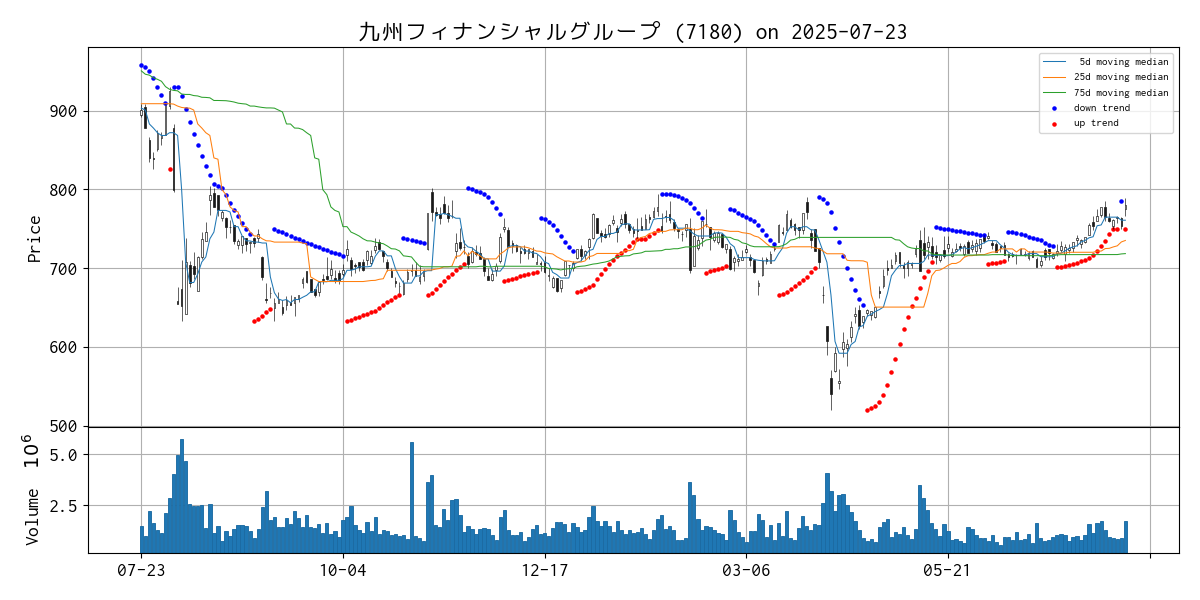 九州フィナンシャルグループ (7180) on 2025-07-23
5d moving median
25d moving median
75d moving median
down trend
up trend
Price
900
800
700
600
500
Volume 10^6
5.0
2.5
07-23
10-04
12-17
03-06
05-21